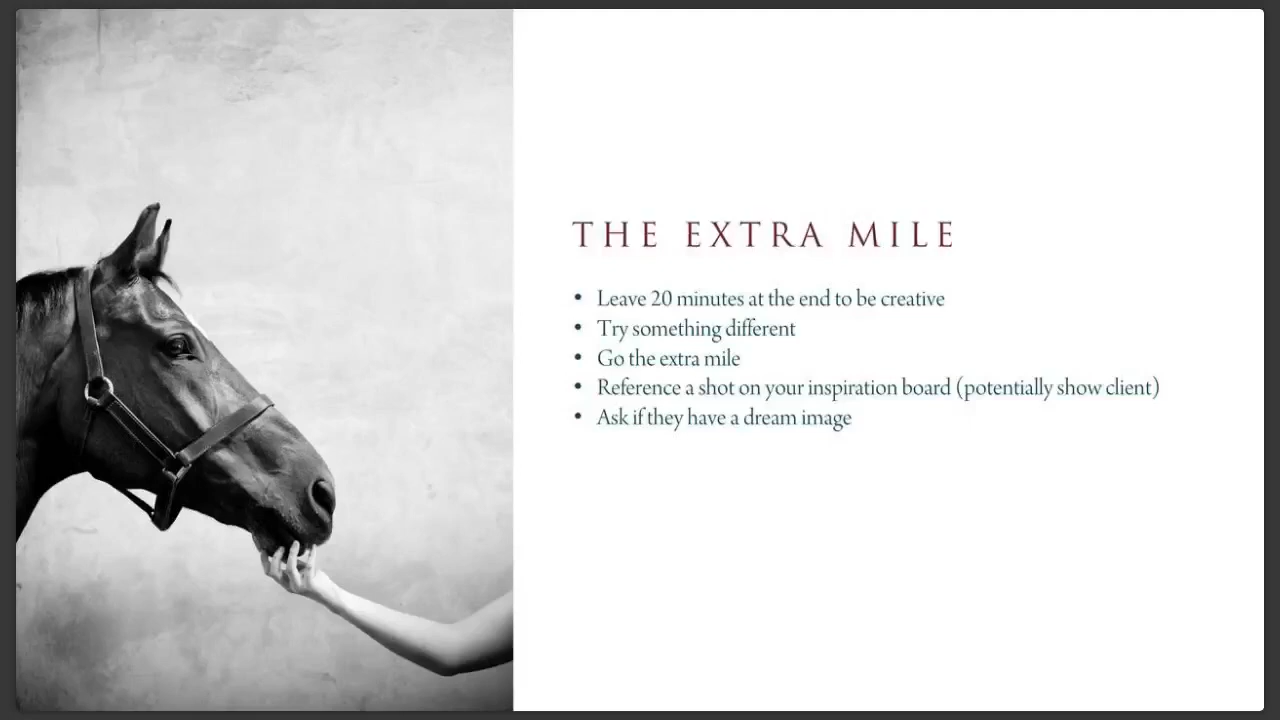 THE EXTRA MILE
• Leave 20 minutes at the end to be creative
• Try something different
• Go the extra mile
• Reference a shot on your inspiration board (potentially show client)
• Ask if they have a dream image